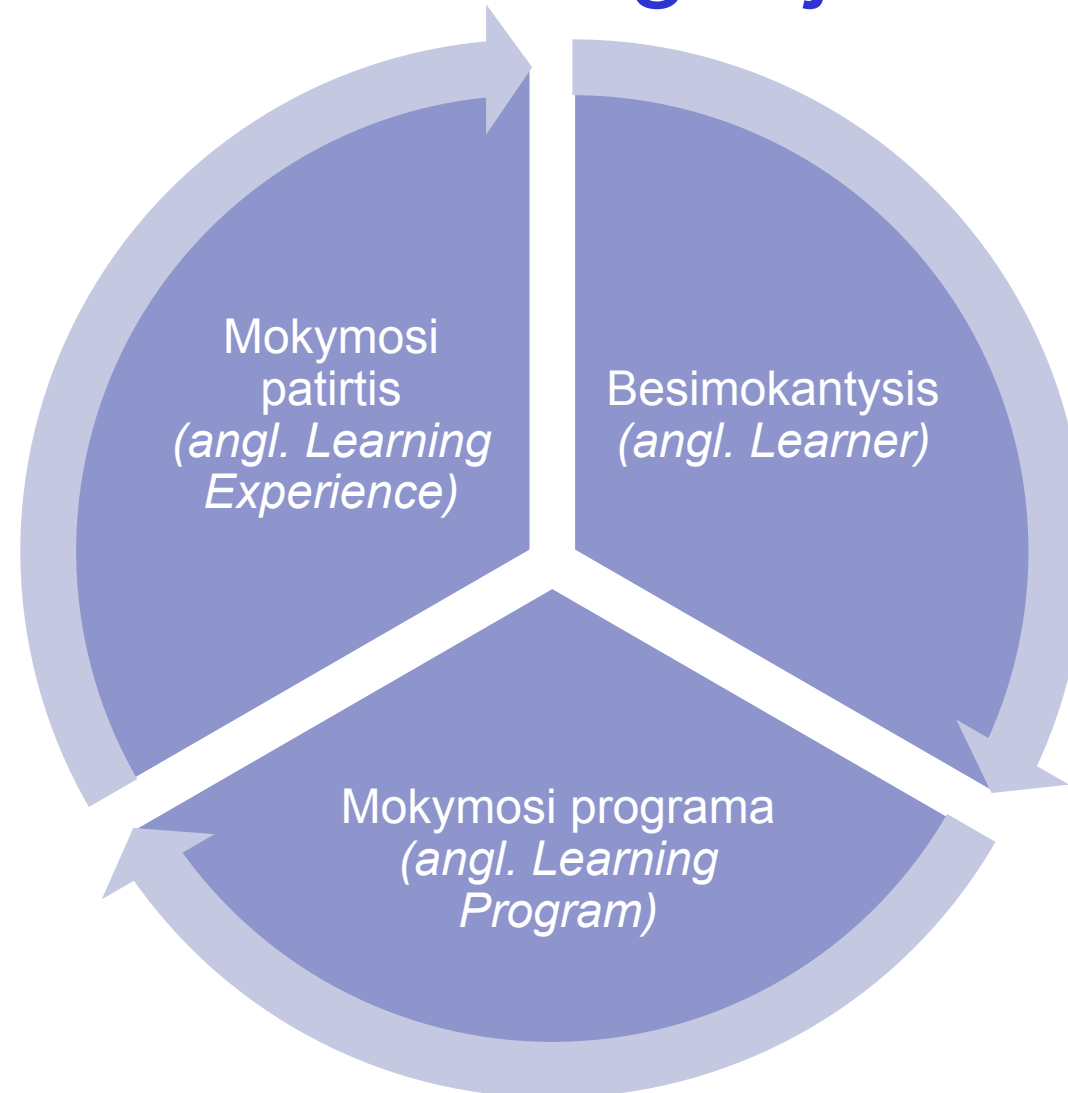 Mokymosi
patirtis
(angl. Learning
Experience)
Besimokantysis
(angl. Learner)
Mokymosi programa
(angl. Learning
Program)